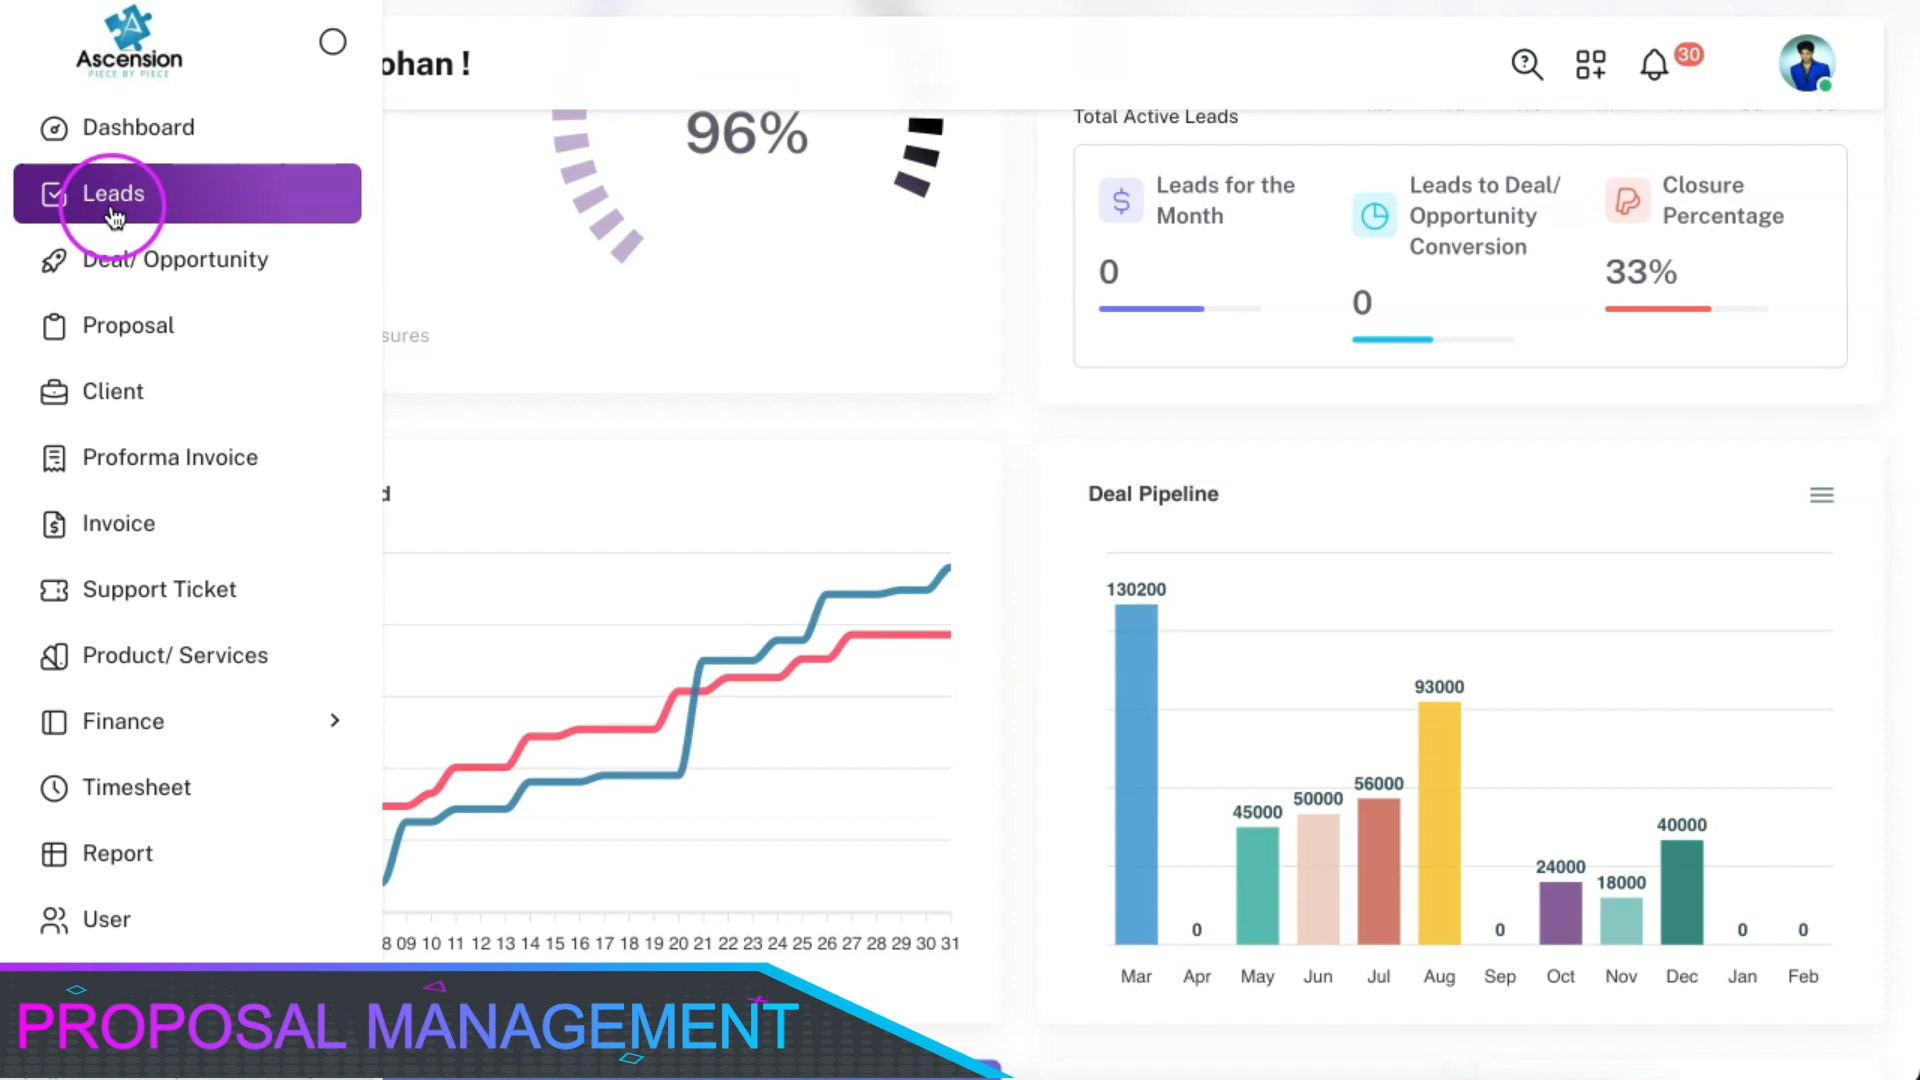 Ascension
PIECE BY PIECE
ohan !
30
Dashboard
Leads
Deal/ Opportunity
Proposal
Client
Proforma Invoice
Invoice
Support Ticket
Product/ Services
Finance
Timesheet
Report
User
96%
sures
Total Active Leads
Leads for the
Month
0
Leads to Deal/
Opportunity
Conversion
0
Closure
Percentage
33%
d
8 09 10 11 12 13 14 15 16 17 18 19 20 21 22 23 24 25 26 27 28 29 30 31
Deal Pipeline
130200
0
45000
50000
56000
93000
0
24000
18000
40000
0
0
Mar Apr May Jun Jul Aug Sep Oct Nov Dec Jan Feb
PROPOSAL MANAGEMENT